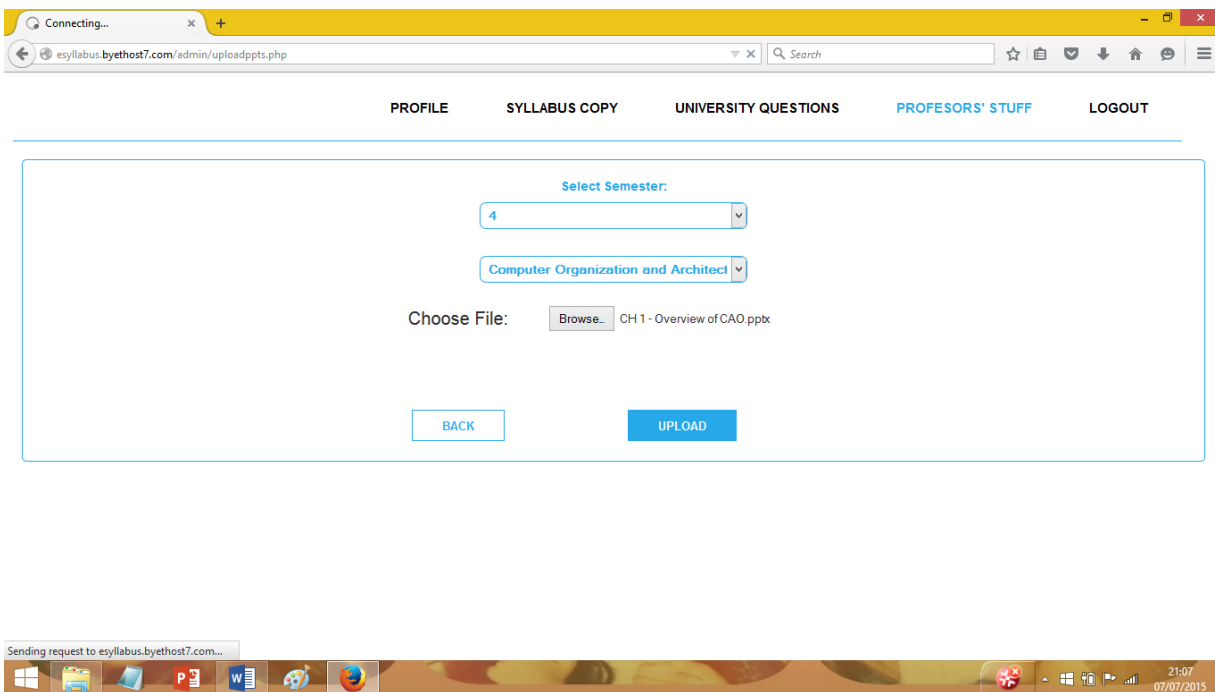 Connecting...
esyllabus.byethost7.com/admin/uploadppts.php
Search
PROFILE SYLLABUS COPY UNIVERSITY QUESTIONS PROFESORS' STUFF LOGOUT
Select Semester:
4
Computer Organization and Architect
Choose File: Browse... CH 1 - Overview of CAO.pptx
BACK UPLOAD
Sending request to esyllabus.byethost7.com...
21:07
07/07/2015